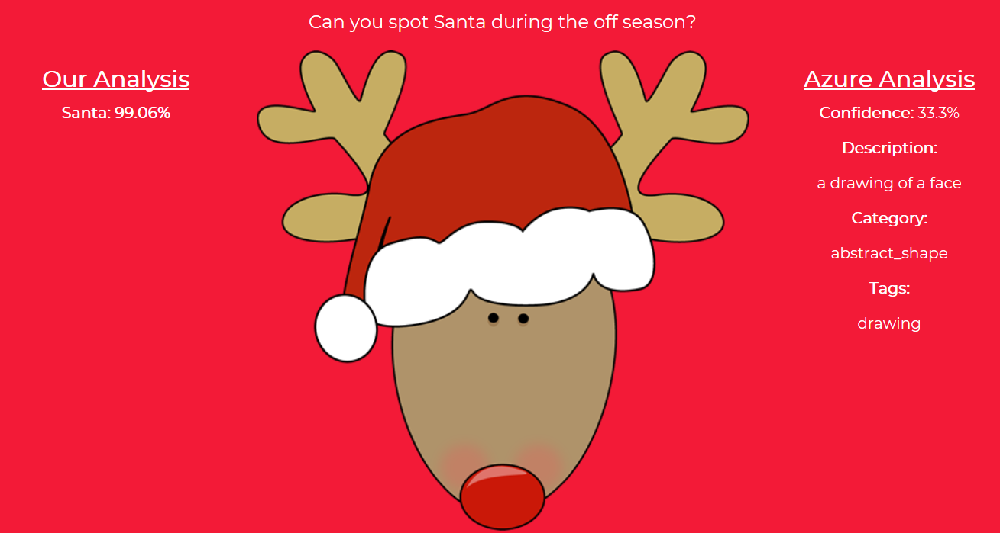 Can you spot Santa during the off season?
Our Analysis
Santa: 99.06%
Azure Analysis
Confidence: 33.3%
Description:
a drawing of a face
Category:
abstract_shape
Tags:
drawing